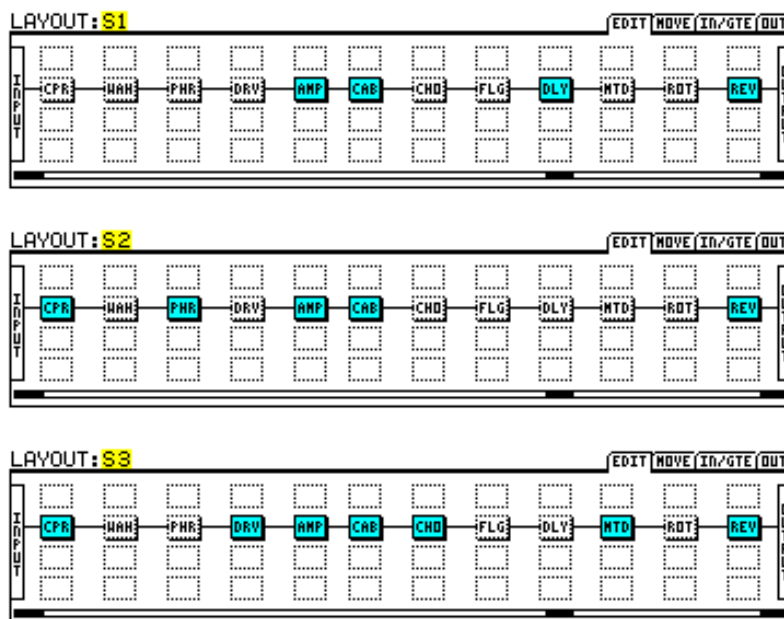 LAYOUT:S1 EDIT MOVE IN/GTE OUT
INPUT CPR WAH PHR DRV AMP CAB CHO FLG DLY MTD ROT REV
LAYOUT:S2 EDIT MOVE IN/GTE OUT
INPUT CPR WAH PHR DRV AMP CAB CHO FLG DLY MTD ROT REV
LAYOUT:S3 EDIT MOVE IN/GTE OUT
INPUT CPR WAH PHR DRV AMP CAB CHO FLG DLY MTD ROT REV